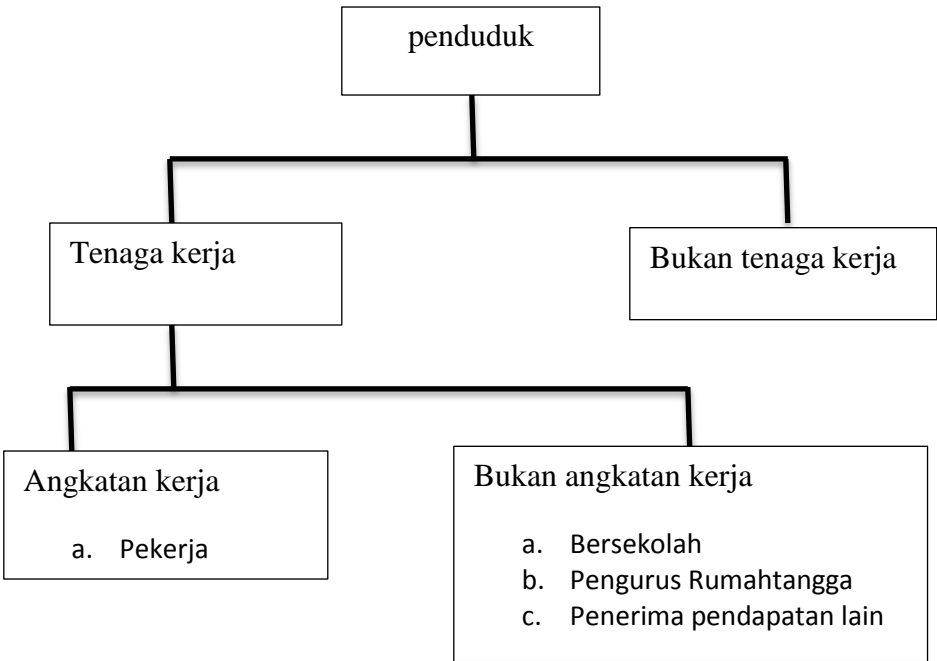 penduduk
Tenaga kerja
Bukan tenaga kerja
Angkatan kerja
a. Pekerja
Bukan angkatan kerja
a. Bersekolah
b. Pengurus Rumahtangga
c. Penerima pendapatan lain